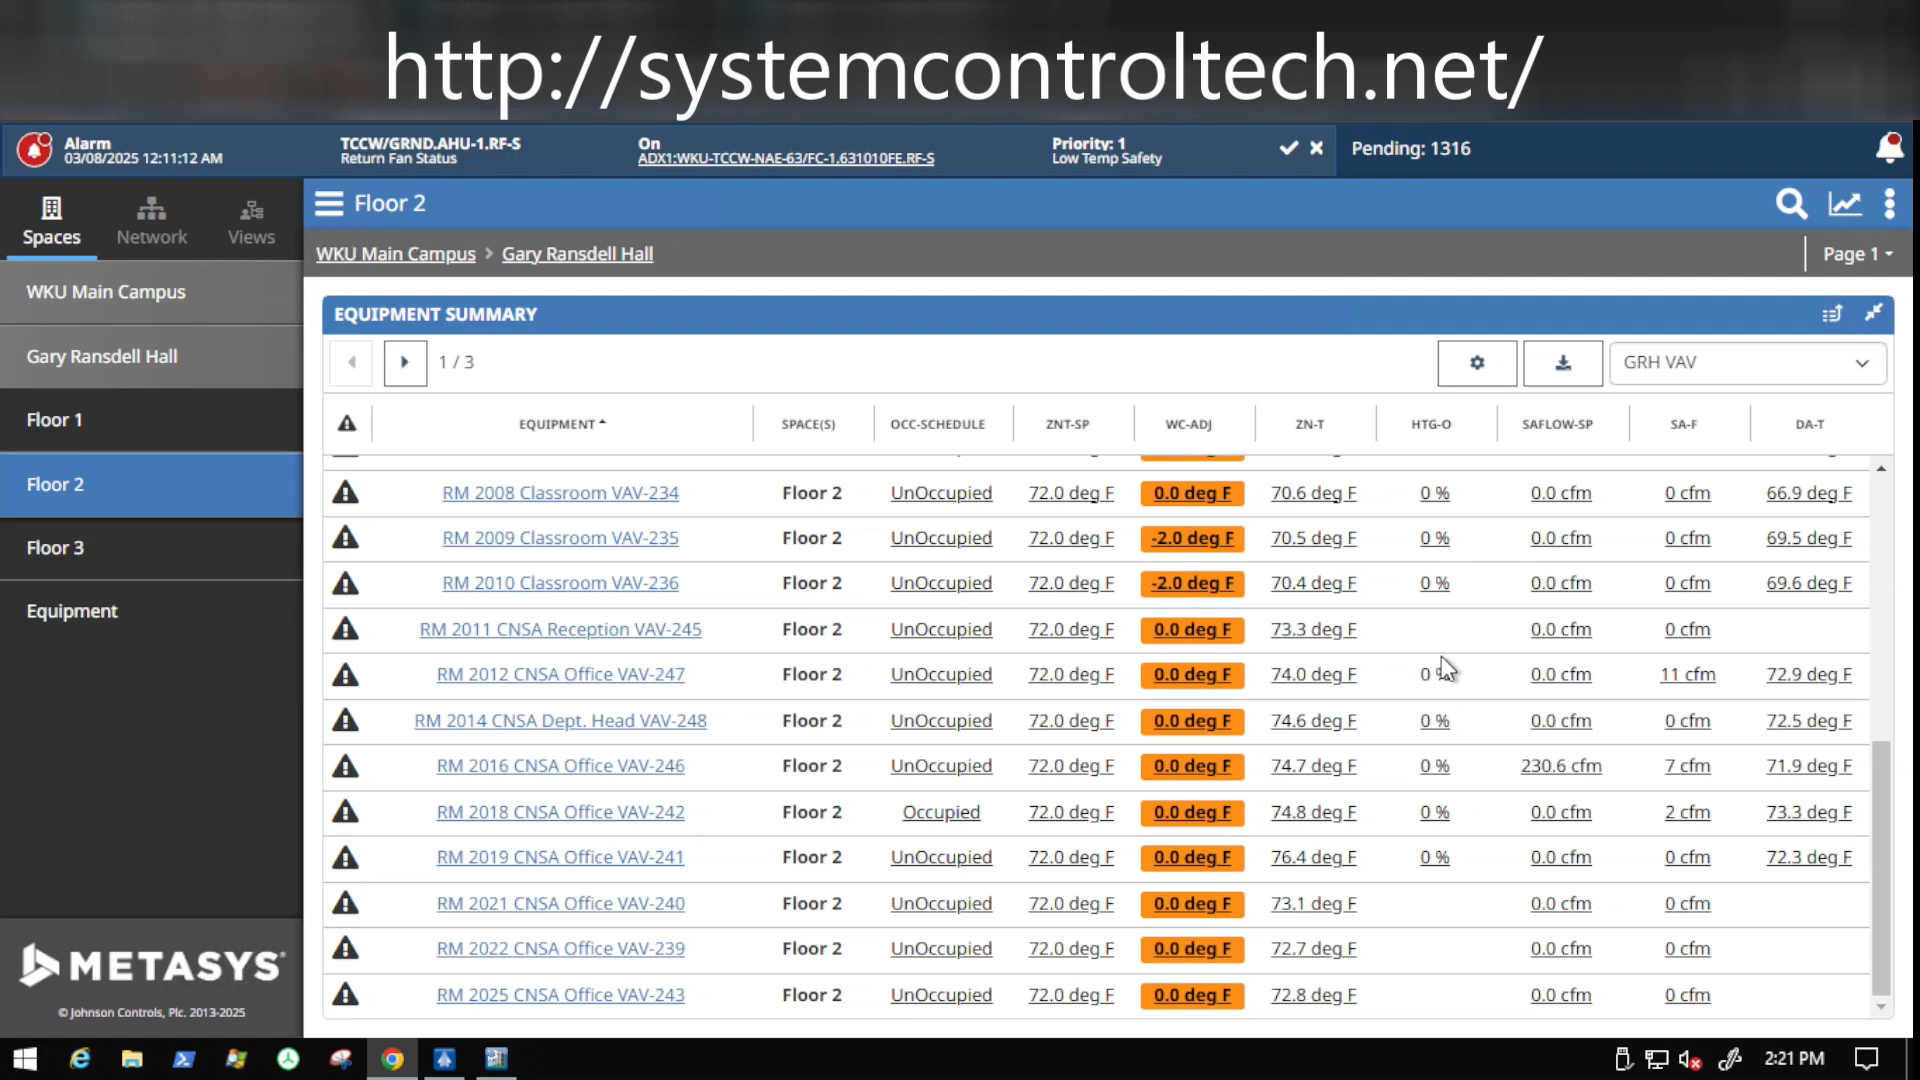 http://systemcontroltech.net/
Alarm
03/08/2025 12:11:12 AM
TCCW/GRND.AHU-1.RF-S
Return Fan Status
On
ADX1:WKU-TCCW-NAE-63/FC-1.631010FE.RF-S
Priority: 1
Low Temp Safety
Pending: 1316
Spaces
Network
Views
Floor 2
WKU Main Campus > Gary Ransdell Hall
Page 1
WKU Main Campus
Gary Ransdell Hall
Floor 1
Floor 2
Floor 3
Equipment
EQUIPMENT SUMMARY
1 / 3
GRH VAV
EQUIPMENT SPACE(S) OCC-SCHEDULE ZNT-SP WC-ADJ ZN-T HTG-O SAFLOW-SP SA-F DA-T
RM 2008 Classroom VAV-234 Floor 2 UnOccupied 72.0 deg F 0.0 deg F 70.6 deg F 0 % 0.0 cfm 0 cfm 66.9 deg F
RM 2009 Classroom VAV-235 Floor 2 UnOccupied 72.0 deg F -2.0 deg F 70.5 deg F 0 % 0.0 cfm 0 cfm 69.5 deg F
RM 2010 Classroom VAV-236 Floor 2 UnOccupied 72.0 deg F -2.0 deg F 70.4 deg F 0 % 0.0 cfm 0 cfm 69.6 deg F
RM 2011 CNSA Reception VAV-245 Floor 2 UnOccupied 72.0 deg F 0.0 deg F 73.3 deg F 0.0 cfm 0 cfm
RM 2012 CNSA Office VAV-247 Floor 2 UnOccupied 72.0 deg F 0.0 deg F 74.0 deg F 0 % 0.0 cfm 11 cfm 72.9 deg F
RM 2014 CNSA Dept. Head VAV-248 Floor 2 UnOccupied 72.0 deg F 0.0 deg F 74.6 deg F 0 % 0.0 cfm 0 cfm 72.5 deg F
RM 2016 CNSA Office VAV-246 Floor 2 UnOccupied 72.0 deg F 0.0 deg F 74.7 deg F 0 % 230.6 cfm 7 cfm 71.9 deg F
RM 2018 CNSA Office VAV-242 Floor 2 Occupied 72.0 deg F 0.0 deg F 74.8 deg F 0 % 0.0 cfm 2 cfm 73.3 deg F
RM 2019 CNSA Office VAV-241 Floor 2 UnOccupied 72.0 deg F 0.0 deg F 76.4 deg F 0 % 0.0 cfm 0 cfm 72.3 deg F
RM 2021 CNSA Office VAV-240 Floor 2 UnOccupied 72.0 deg F 0.0 deg F 73.1 deg F 0.0 cfm 0 cfm
RM 2022 CNSA Office VAV-239 Floor 2 UnOccupied 72.0 deg F 0.0 deg F 72.7 deg F 0.0 cfm 0 cfm
RM 2025 CNSA Office VAV-243 Floor 2 UnOccupied 72.0 deg F 0.0 deg F 72.8 deg F 0.0 cfm 0 cfm
METASYS
© Johnson Controls, Plc. 2013-2025
2:21 PM